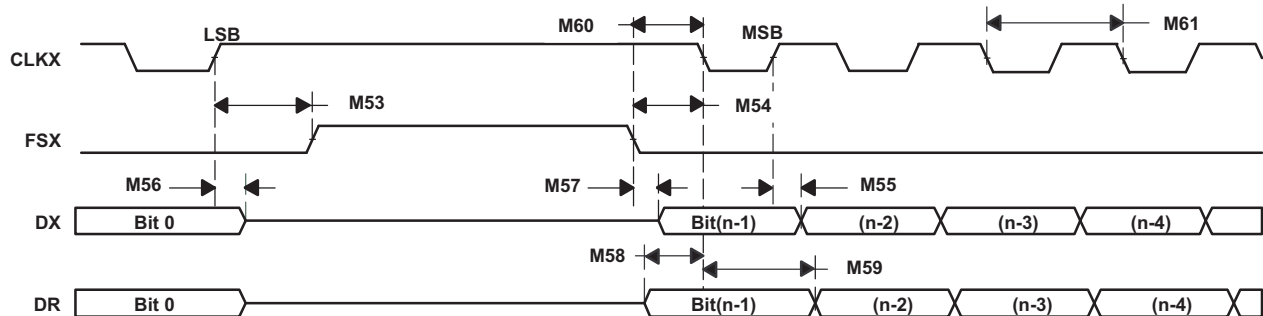 LSB M60 MSB M61
CLKX
M53 M54
FSX
M56 M57 M55
DX Bit 0 Bit(n-1) (n-2) (n-3) (n-4)
M58 M59
DR Bit 0 Bit(n-1) (n-2) (n-3) (n-4)